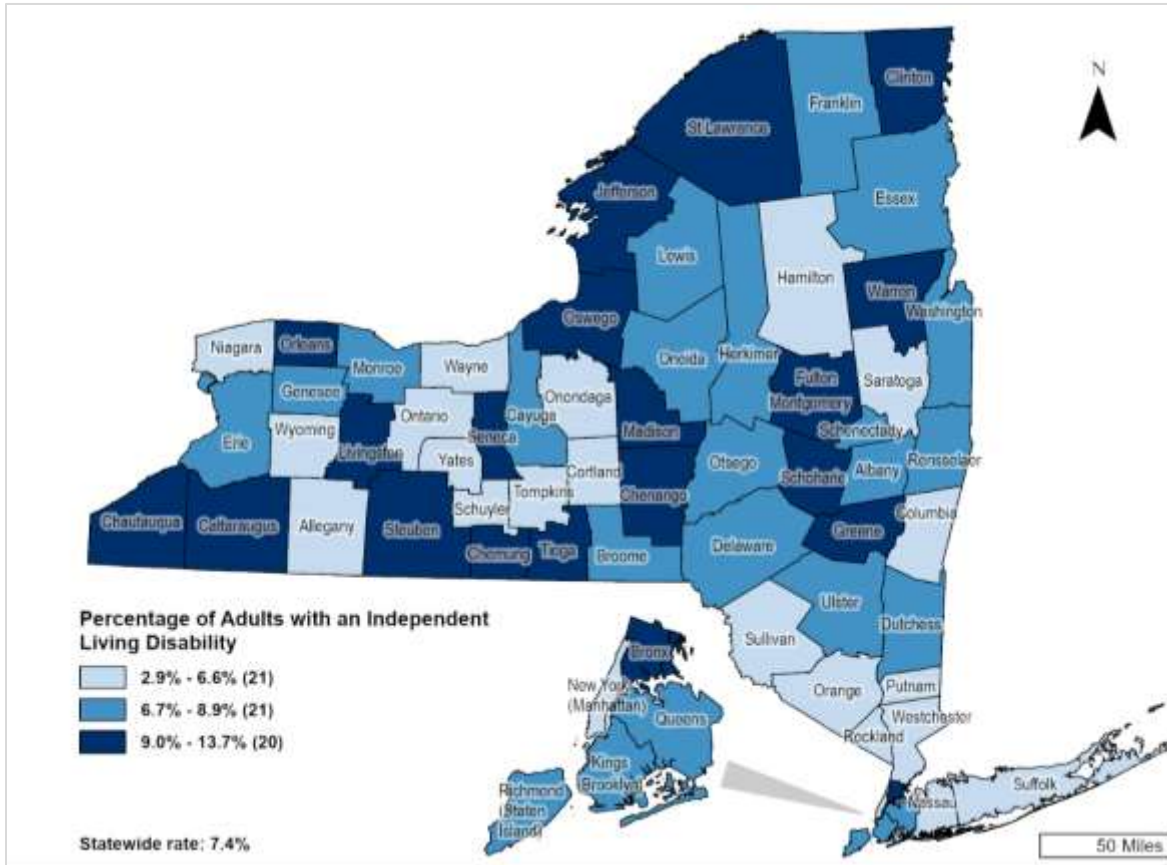 N
Clinton
Franklin
St Lawrence
Jefferson
Essex
Lewis
Hamilton
Warren
Washington
Oswego
Oneida
Herkimer
Niagara
Orleans
Monroe
Wayne
Fulton
Saratoga
Genesee
Onondaga
Montgomery
Ontario
Cayuga
Schenectady
Erie
Wyoming
Livingston
Seneca
Madison
Yates
Otsego
Schoharie
Albany
Rensselaer
Cortland
Tompkins
Chenango
Schuyler
Columbia
Chautauqua
Cattaraugus
Allegany
Steuben
Greene
Chemung
Tioga
Broome
Delaware
Ulster
Dutchess
Percentage of Adults with an Independent
Living Disability
2.9% - 6.6% (21)
6.7% - 8.9% (21)
9.0% - 13.7% (20)
Statewide rate: 7.4%
Sullivan
Bronx
New York
(Manhattan)
Queens
Kings
Brooklyn
Richmond
(Staten
Island)
Orange
Putnam
Westchester
Rockland
Suffolk
Nassau
50 Miles